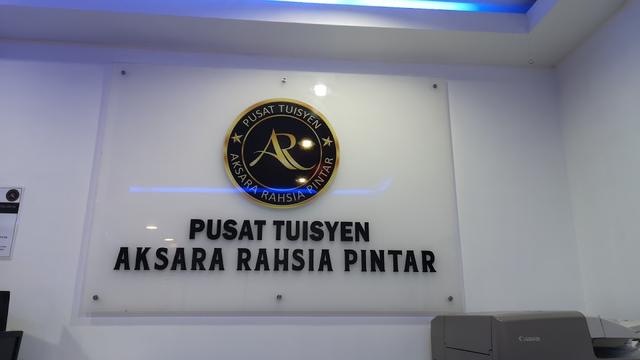 PUSAT TUISYEN
AR
AKSARA RAHSIA PINTAR
PUSAT TUISYEN
AKSARA RAHSIA PINTAR
Canon